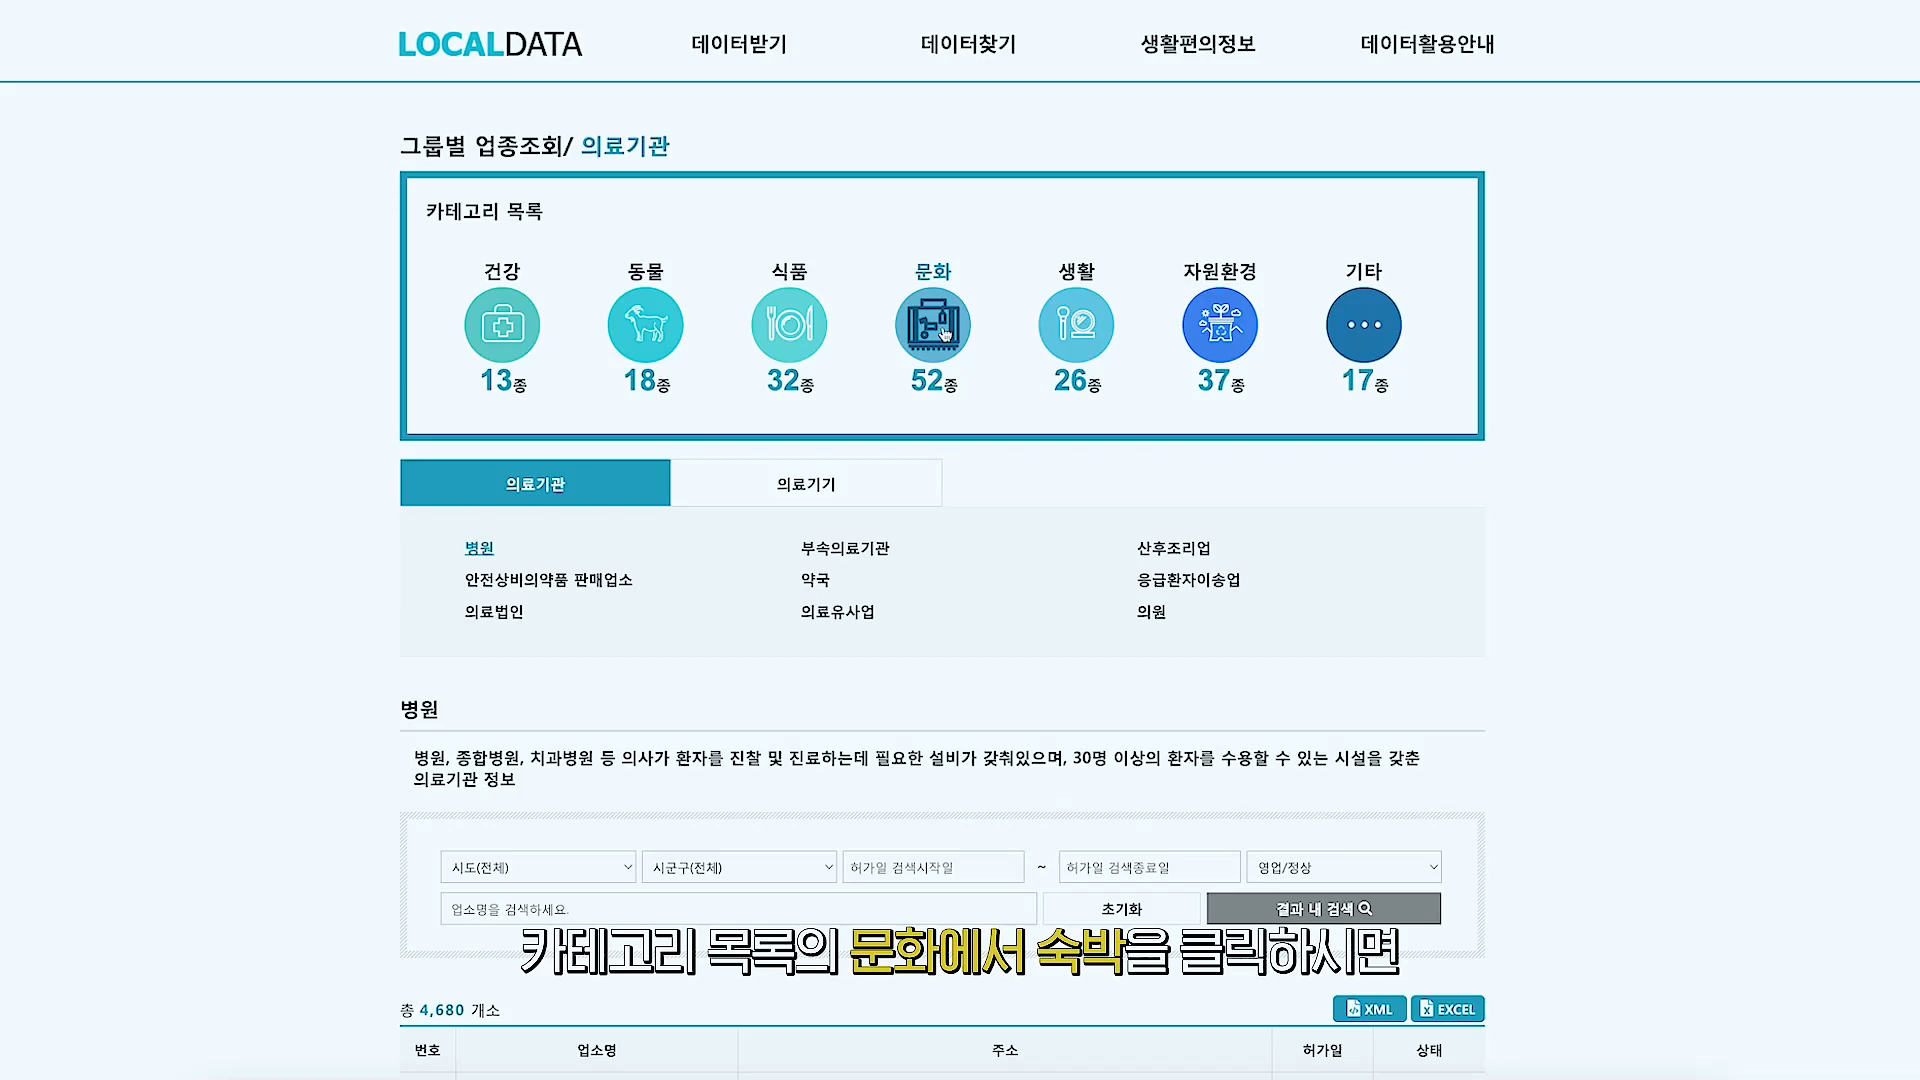 LOCALDATA 데이터받기 데이터찾기 생활편의정보 데이터활용안내
그룹별 업종조회/ 의료기관
카테고리 목록
건강 동물 식품 문화 생활 자원환경 기타
13종 18종 32종 52종 26종 37종 17종
의료기관 의료기기
병원 부속의료기관 산후조리업
안전상비의약품 판매업소 약국 응급환자이송업
의료법인 의료유사업 의원
병원
병원, 종합병원, 치과병원 등 의사가 환자를 진찰 및 진료하는데 필요한 설비가 갖춰있으며, 30명 이상의 환자를 수용할 수 있는 시설을 갖춘
의료기관 정보
시도(전체) 시군구(전체) 허가일 검색시작일 ~ 허가일 검색종료일 영업/정상
업소명을 검색하세요. 초기화 결과 내 검색
카테고리 목록의 문화에서 숙박을 클릭하시면
총 4,680 개소 XML EXCEL
번호 업소명 주소 허가일 상태